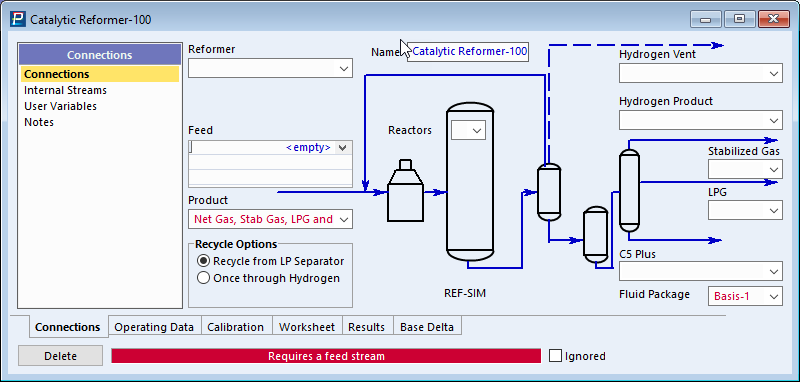 Catalytic Reformer-100
Connections
Connections
Internal Streams
User Variables
Notes
Reformer
Feed
<empty>
Product
Net Gas, Stab Gas, LPG and
Recycle Options
Recycle from LP Separator
Once through Hydrogen
Name
Catalytic Reformer-100
Reactors
REF-SIM
Hydrogen Vent
Hydrogen Product
Stabilized Gas
LPG
C5 Plus
Fluid Package
Basis-1
Connections Operating Data Calibration Worksheet Results Base Delta
Delete Requires a feed stream Ignored